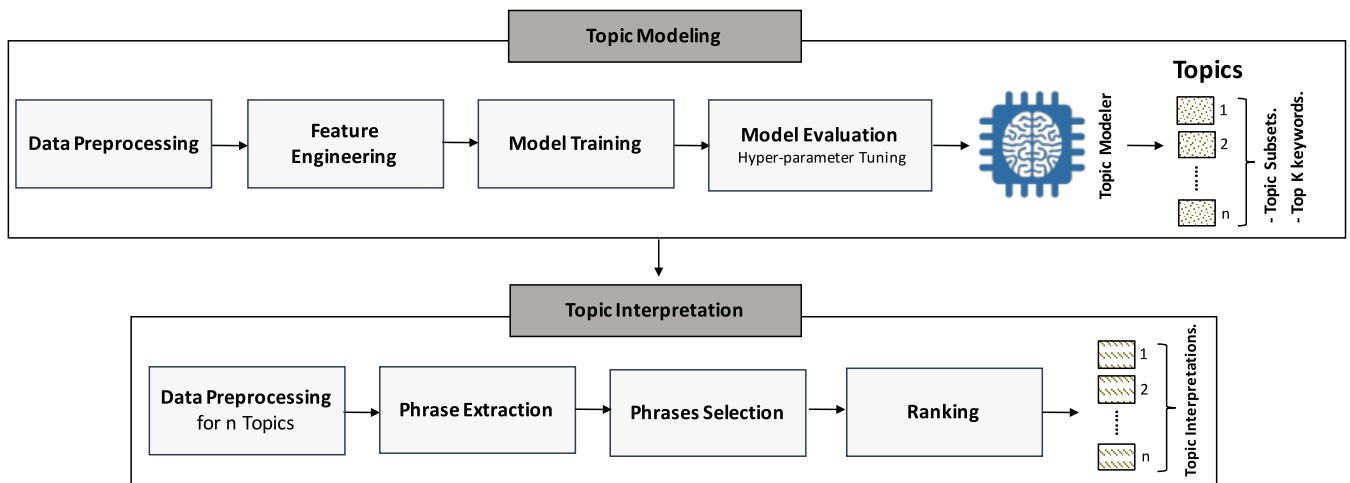 Topic Modeling
Data Preprocessing
Feature
Engineering
Model Training
Model Evaluation
Hyper-parameter Tuning
Topic Modeler
Topics
1
2
n
- Topic Subsets.
- Top K keywords.
Topic Interpretation
Data Preprocessing
for n Topics
Phrase Extraction
Phrases Selection
Ranking
1
2
n
Topic Interpretations.